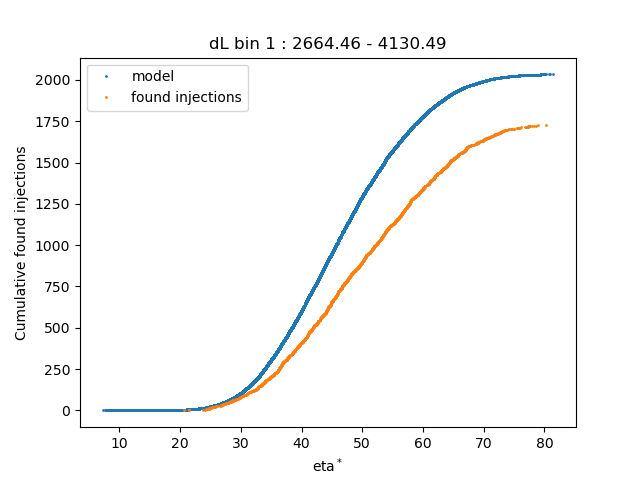 dL bin 1 : 2664.46 - 4130.49
model
found injections
2000
1750
1500
1250
1000
750
500
250
0
Cumulative found injections
10 20 30 40 50 60 70 80
eta*